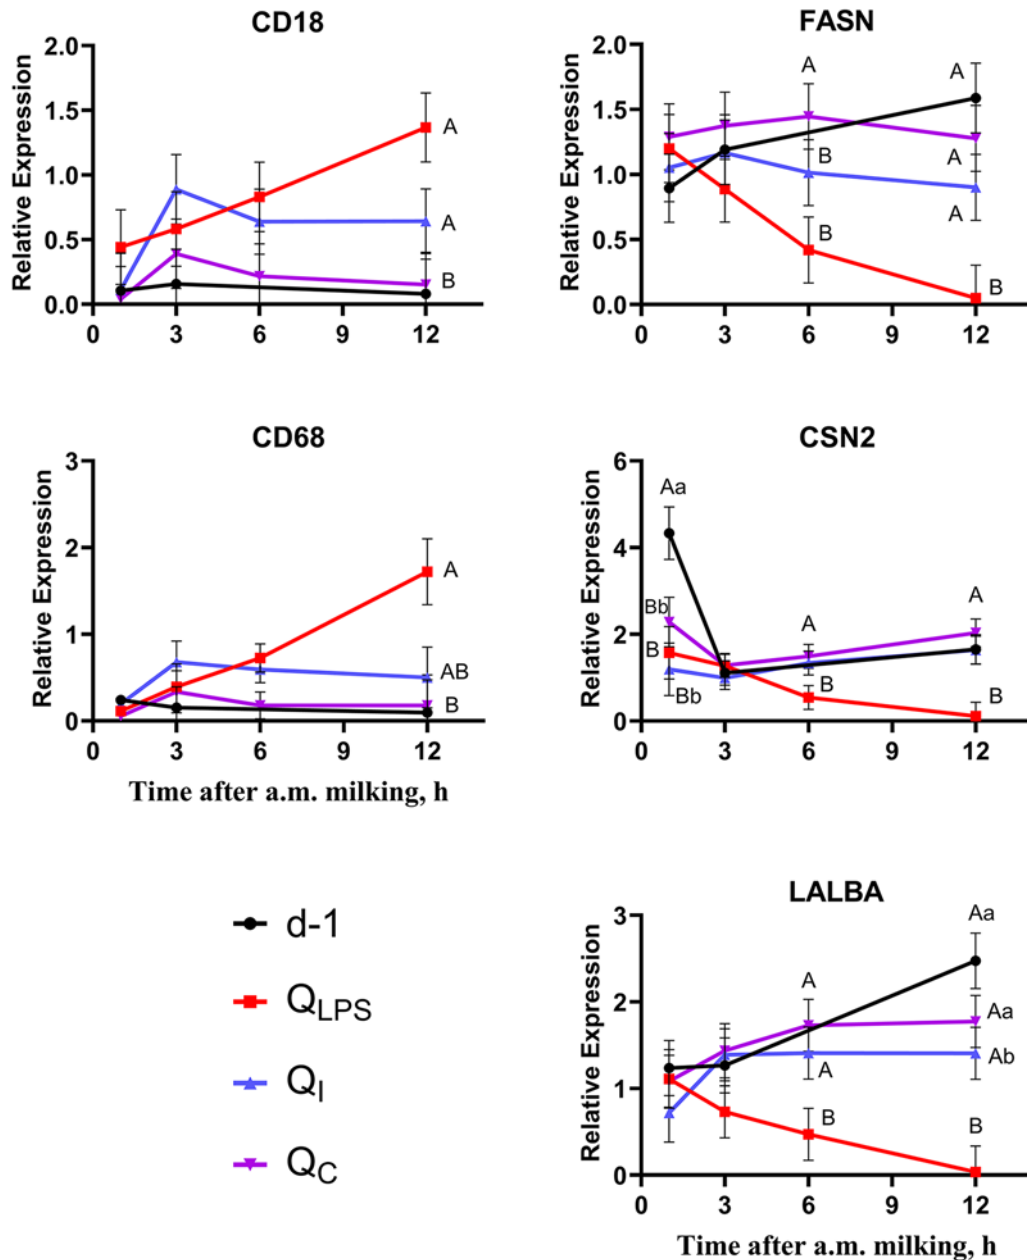 CD18
Relative Expression
2.0
1.5
1.0
0.5
0.0
A
A
B
0 3 6 9 12
FASN
Relative Expression
2.0
1.5
1.0
0.5
0.0
A
A
B
A
B
A
B
0 3 6 9 12
CD68
Relative Expression
3
2
1
0
A
AB
B
0 3 6 9 12
Time after a.m. milking, h
CSN2
Relative Expression
6
4
2
0
Aa
Bb
B
Bb
A
B
A
B
0 3 6 9 12
d-1
QLPS
QI
QC
LALBA
Relative Expression
3
2
1
0
Aa
A
Aa
A
Ab
B
B
0 3 6 9 12
Time after a.m. milking, h